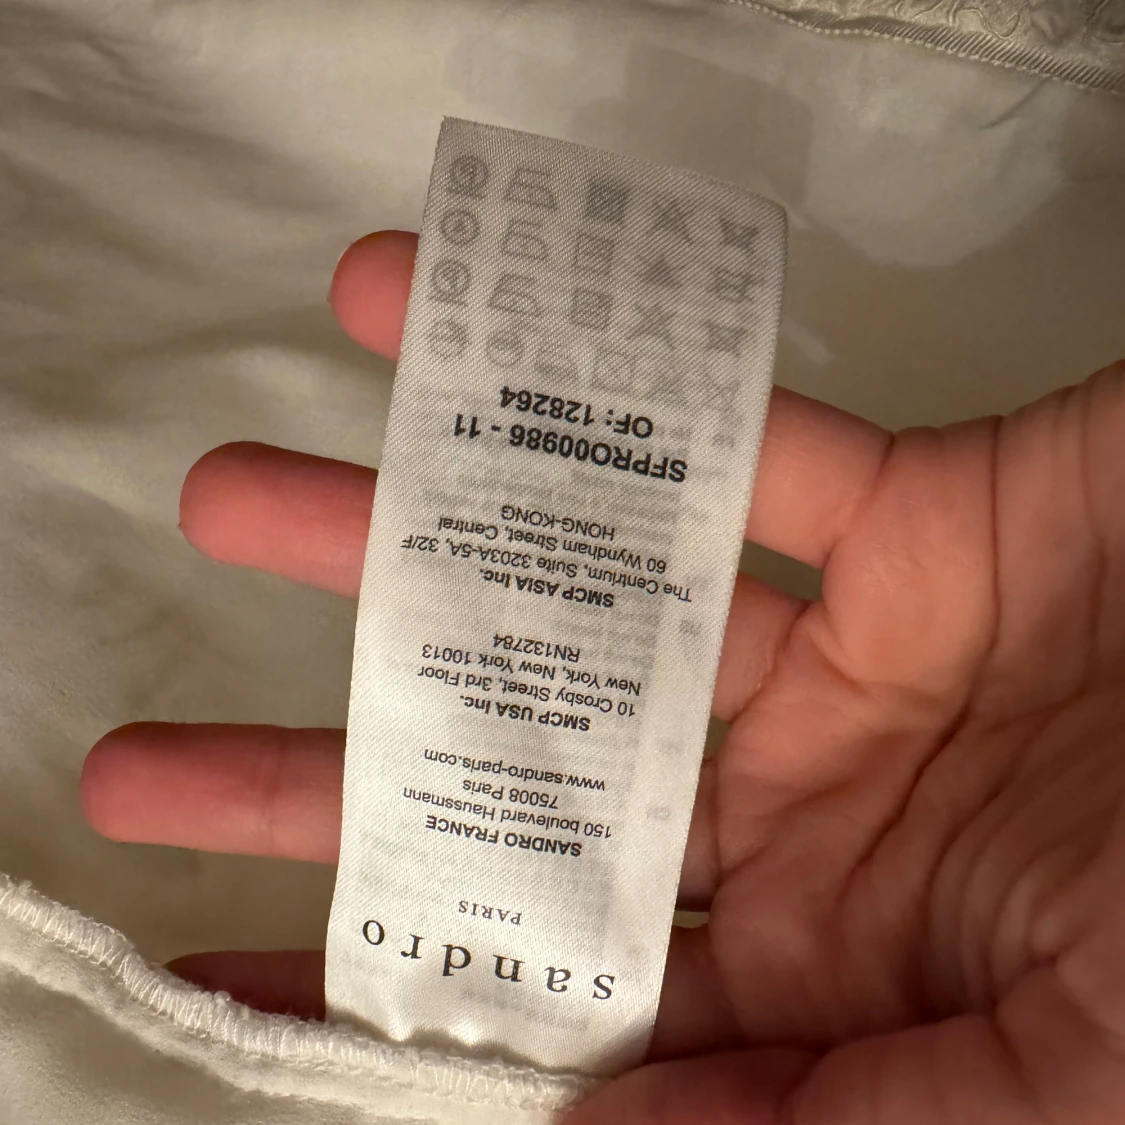 sandro
PARIS
SANDRO FRANCE
150 boulevard Haussmann
75008 Paris
www.sandro-paris.com
SMCP USA Inc.
10 Crosby Street, 3rd Floor
New York, New York 10013
RN132784
SMCP ASIA Inc.
The Centrium, Suite 3203A-5A, 32/F
60 Wyndham Street, Central
HONG-KONG
SFPRO00986 - 11
OF: 128264